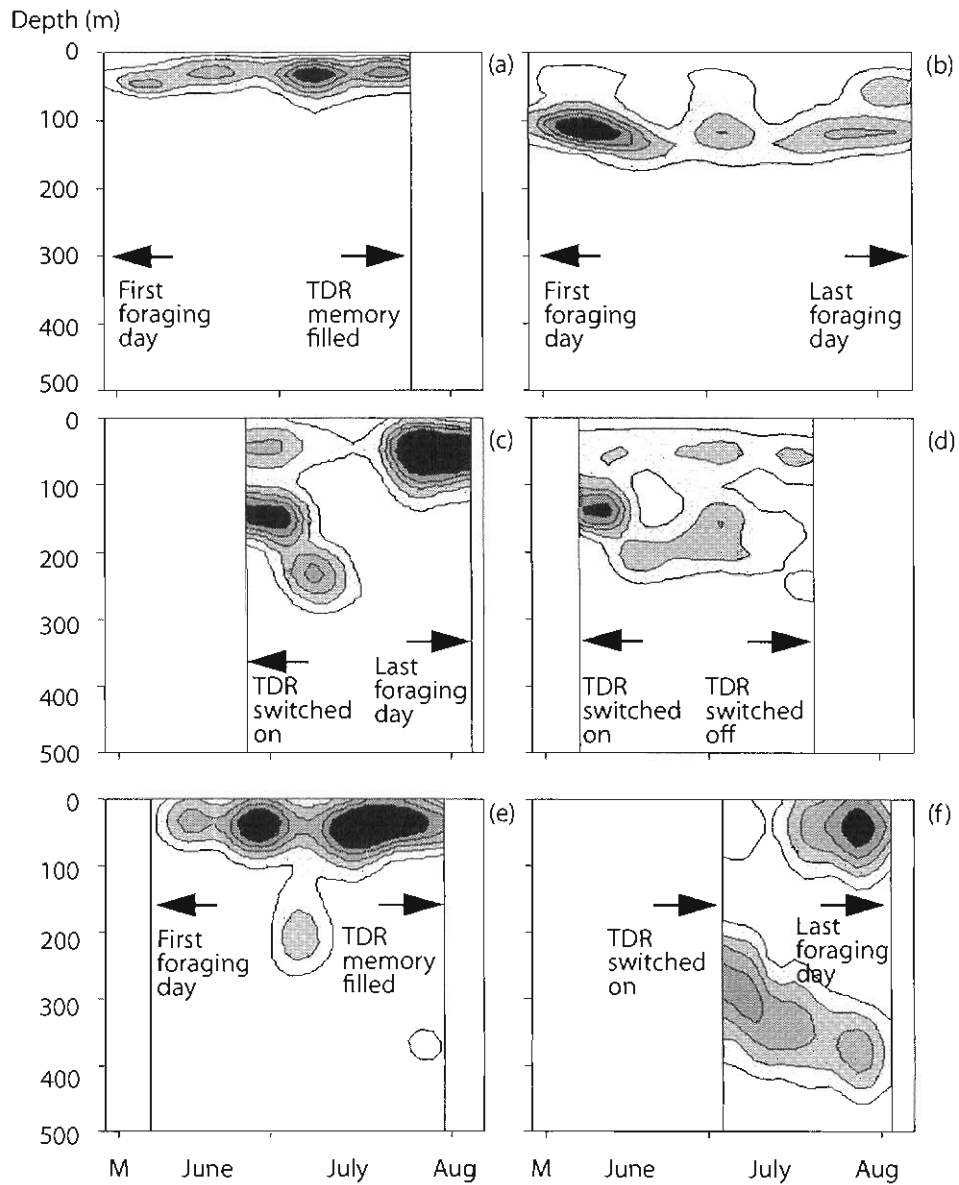 Depth (m)
0
100
200
300
400
500
(a)
First
foraging
day
TDR
memory
filled
(b)
First
foraging
day
Last
foraging
day
0
100
200
300
400
500
(c)
TDR
switched
on
Last
foraging
day
(d)
TDR
switched
on
TDR
switched
off
0
100
200
300
400
500
(e)
First
foraging
day
TDR
memory
filled
(f)
TDR
switched
on
Last
foraging
day
M June July Aug
M June July Aug